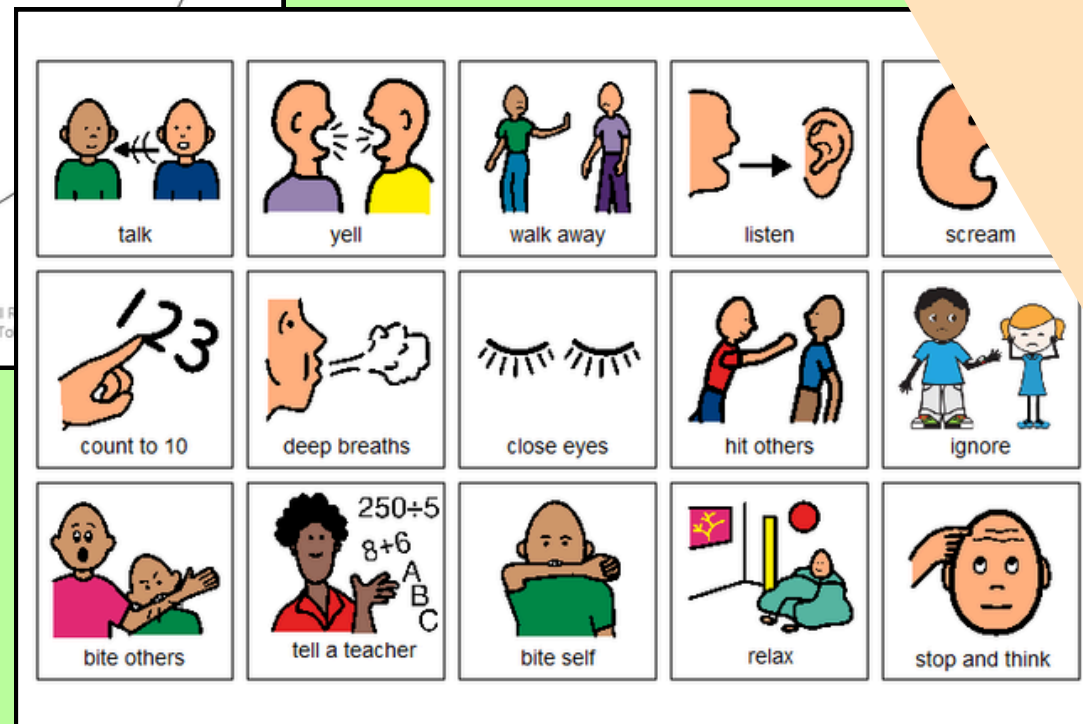 talk
yell
walk away
listen
scream
123
count to 10
deep breaths
close eyes
hit others
ignore
bite others
250÷5
8+6
A
B
C
tell a teacher
bite self
relax
stop and think